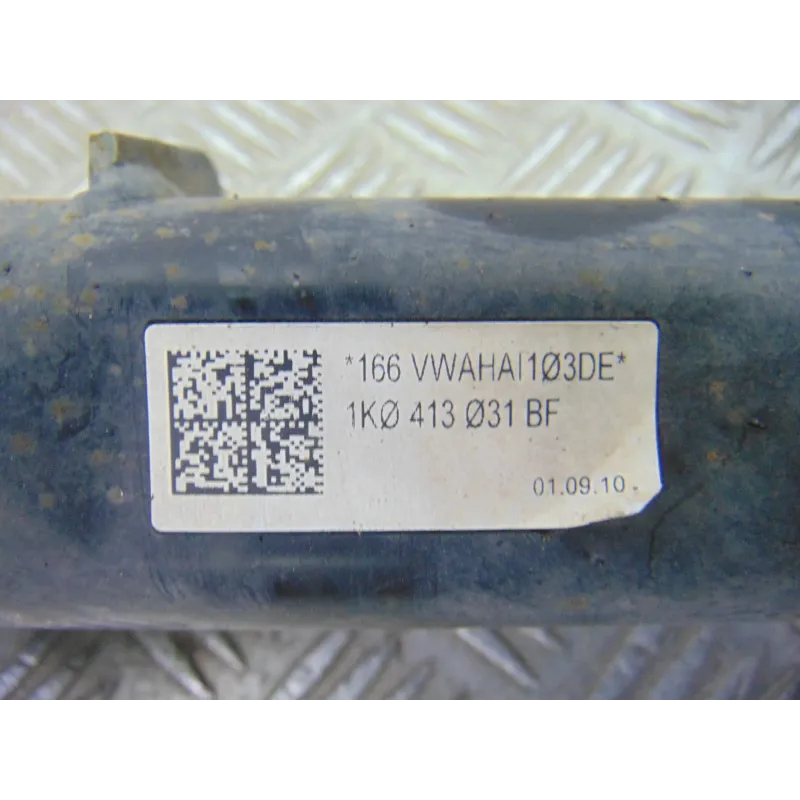 *166 VWAHAI1Ø3DE*
1KØ 413 Ø31 BF
01.09.10